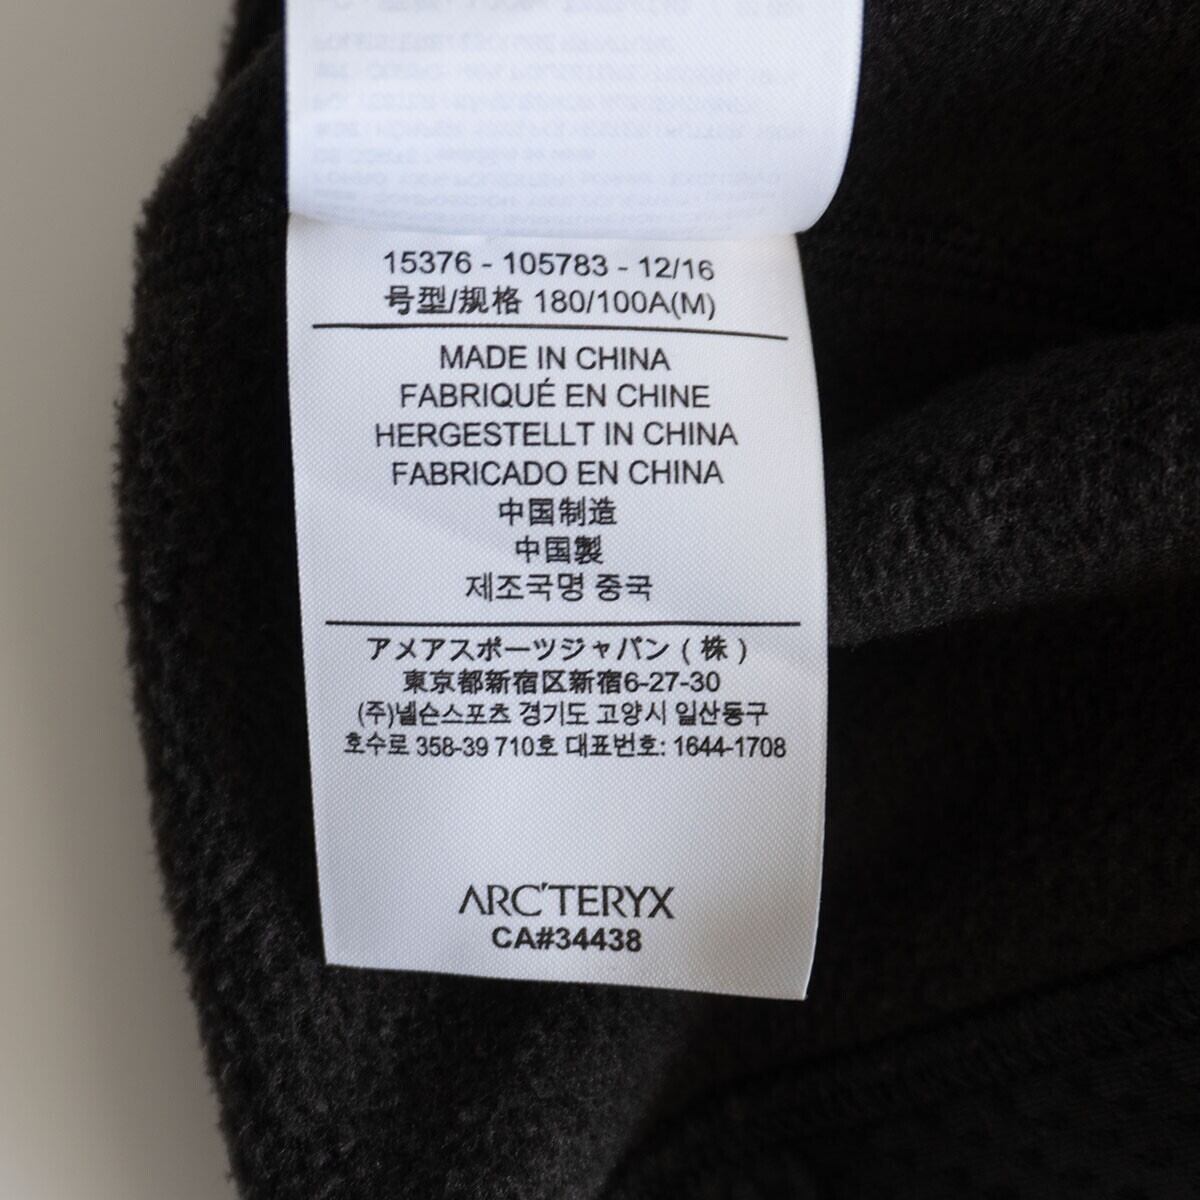 15376 - 105783 - 12/16
号型/规格 180/100A(M)
MADE IN CHINA
FABRIQUÉ EN CHINE
HERGESTELLT IN CHINA
FABRICADO EN CHINA
中国制造
中国製
제조국명 중국
アメアスポーツジャパン ( 株 )
東京都新宿区新宿6-27-30
(주)넬슨스포츠 경기도 고양시 일산동구
호수로 358-39 710호 대표번호: 1644-1708
ARC'TERYX
CA#34438